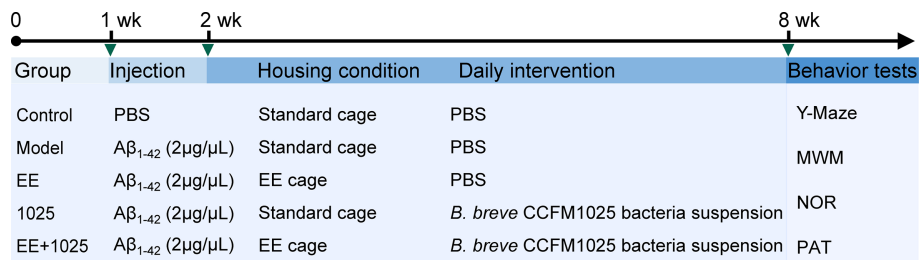 0 1 wk 2 wk 8 wk
Group Injection Housing condition Daily intervention Behavior tests
Control PBS Standard cage PBS Y-Maze
Model Aβ1-42 (2µg/µL) Standard cage PBS MWM
EE Aβ1-42 (2µg/µL) EE cage PBS
1025 Aβ1-42 (2µg/µL) Standard cage B. breve CCFM1025 bacteria suspension NOR
EE+1025 Aβ1-42 (2µg/µL) EE cage B. breve CCFM1025 bacteria suspension PAT